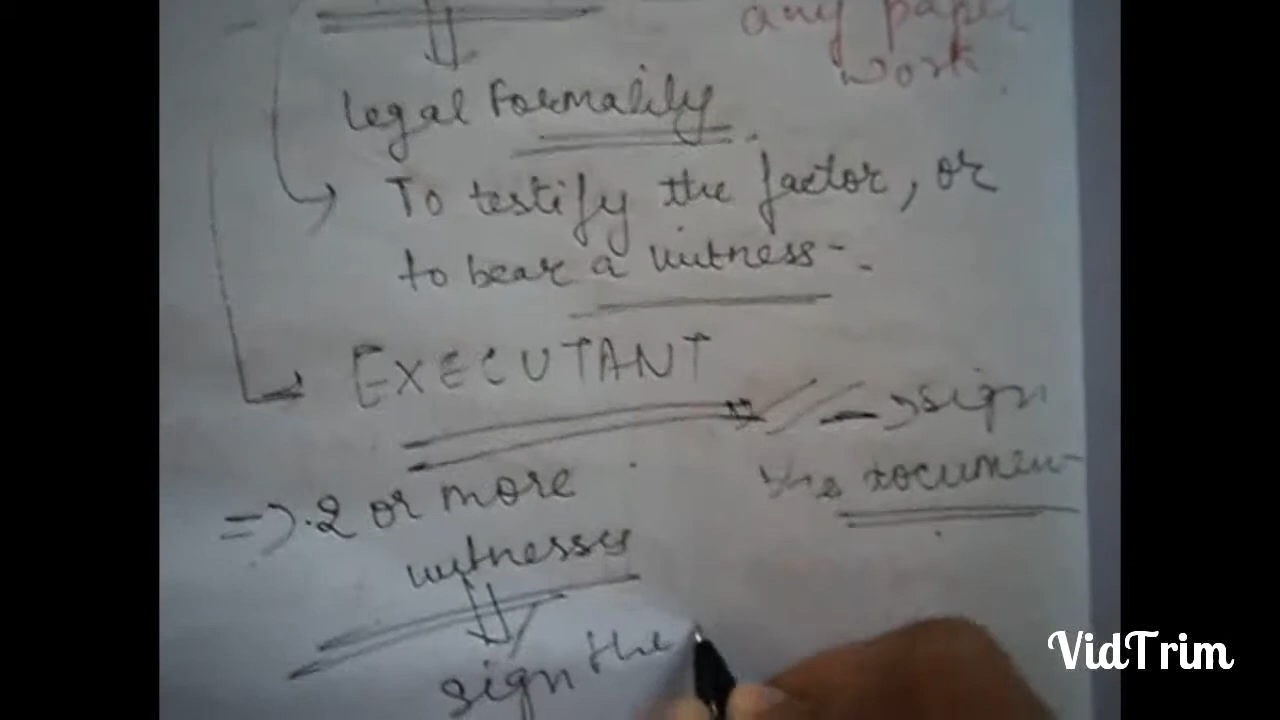 any paper
work
legal Formality
To testify the factor, or
to bear a witness -.
EXECUTANT
→ sign
the document
=> .2 or more
witnesses
sign the
VidTrim